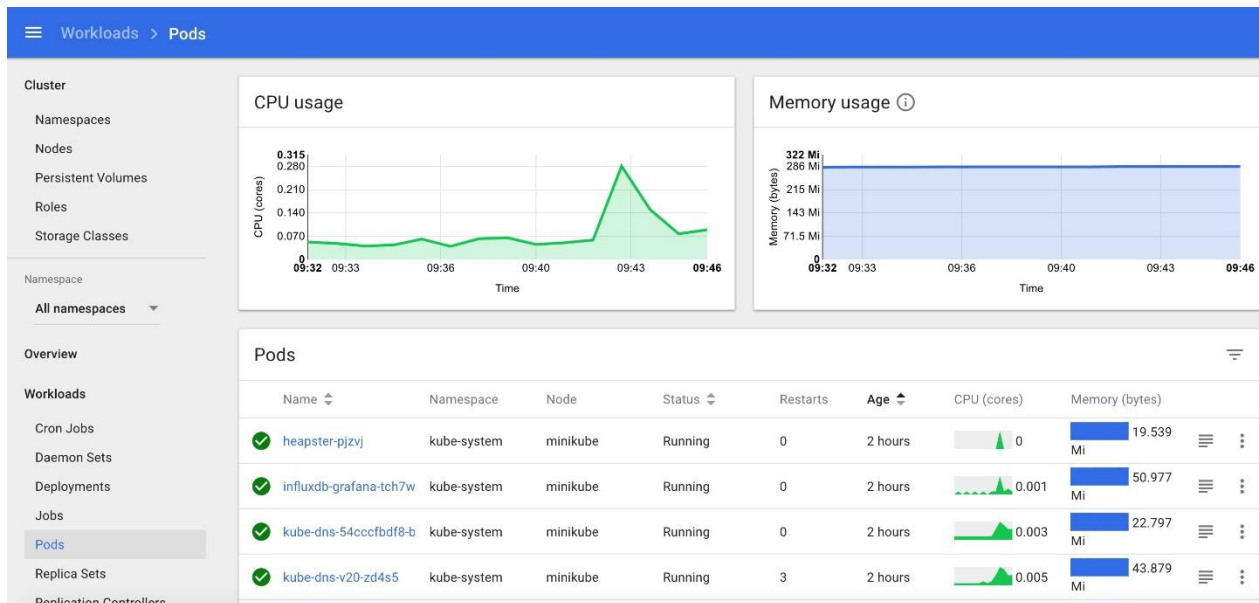 Workloads > Pods
Cluster
Namespaces
Nodes
Persistent Volumes
Roles
Storage Classes
Namespace
All namespaces
Overview
Workloads
Cron Jobs
Daemon Sets
Deployments
Jobs
Pods
Replica Sets
Replication Controllers
CPU usage
CPU (cores)
0.315
0.280
0.210
0.140
0.070
0
09:32 09:33 09:36 09:40 09:43 09:46
Time
Memory usage
Memory (bytes)
322 Mi
286 Mi
215 Mi
143 Mi
71.5 Mi
0
09:32 09:33 09:36 09:40 09:43 09:46
Time
Pods
Name Namespace Node Status Restarts Age CPU (cores) Memory (bytes)
heapster-pjzvj kube-system minikube Running 0 2 hours 0 19.539
Mi
influxdb-grafana-tch7w kube-system minikube Running 0 2 hours 0.001 50.977
Mi
kube-dns-54cccfbdf8-b kube-system minikube Running 0 2 hours 0.003 22.797
Mi
kube-dns-v20-zd4s5 kube-system minikube Running 3 2 hours 0.005 43.879
Mi